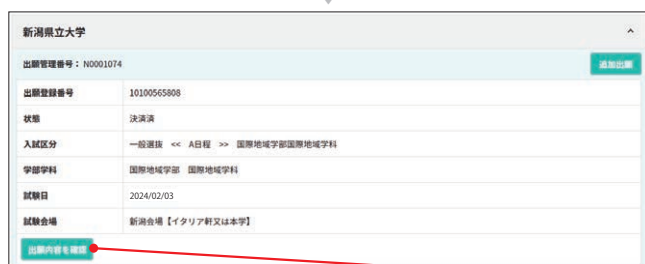 新潟県立大学
出願管理番号： N0001074
追加出願
出願登録番号 10100565808
状態 決済済
入試区分 一般選抜 << A日程 >> 国際地域学部国際地域学科
学部学科 国際地域学部 国際地域学科
試験日 2024/02/03
試験会場 新潟会場【イタリア軒又は本学】
出願内容を確認